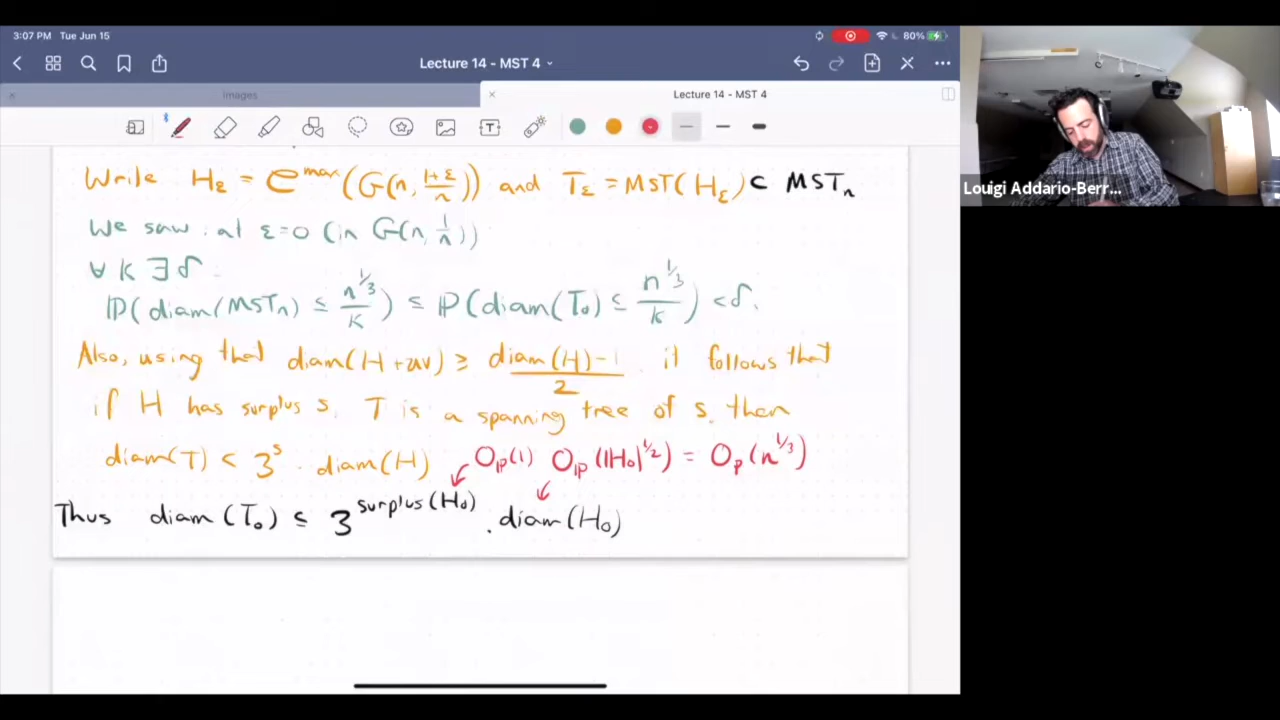 3:07 PM Tue Jun 15
80%
Lecture 14 - MST 4
Images
Lecture 14 - MST 4
Louigi Addario-Berr...
Write H_ε = C^max(G(n, (1+ε)/n)) and T_ε = MST(H_ε) ⊂ MST_n
We saw: at ε=0 (in G(n, 1/n))
∀ K ∃ δ
P(diam(MST_n) ≤ n^{1/3}/K) ≤ P(diam(T_0) ≤ n^{1/3}/K) < δ.
Also, using that diam(H+uv) ≥ (diam(H)-1)/2 it follows that
if H has surplus s, T is a spanning tree of s, then
diam(T) < 3^s · diam(H) O_P(1) O_P(|H_0|^{1/2}) = O_P(n^{1/3})
Thus diam(T_0) ≤ 3^{surplus(H_0)} · diam(H_0)